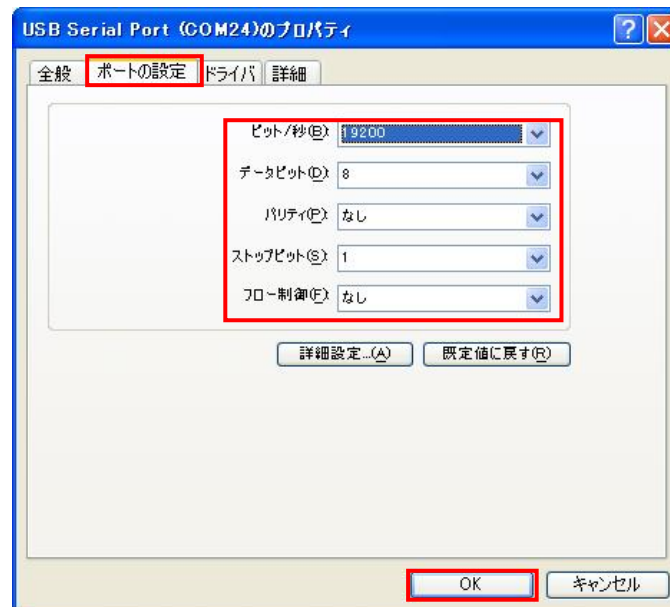 USB Serial Port (COM24)のプロパティ
全般 ポートの設定 ドライバ 詳細
ビット/秒(B): 19200
データビット(D): 8
パリティ(P): なし
ストップビット(S): 1
フロー制御(F): なし
詳細設定...(A) 既定値に戻す(R)
OK キャンセル